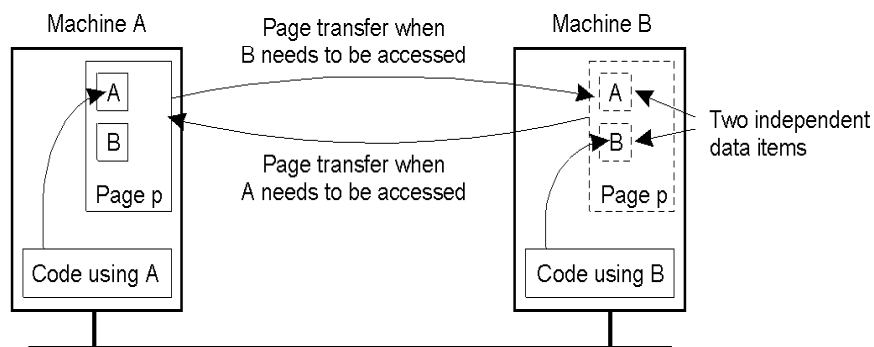 Machine A
Page transfer when
B needs to be accessed
Machine B
A
B
Page p
A
B
Page p
Two independent
data items
Page transfer when
A needs to be accessed
Code using A
Code using B